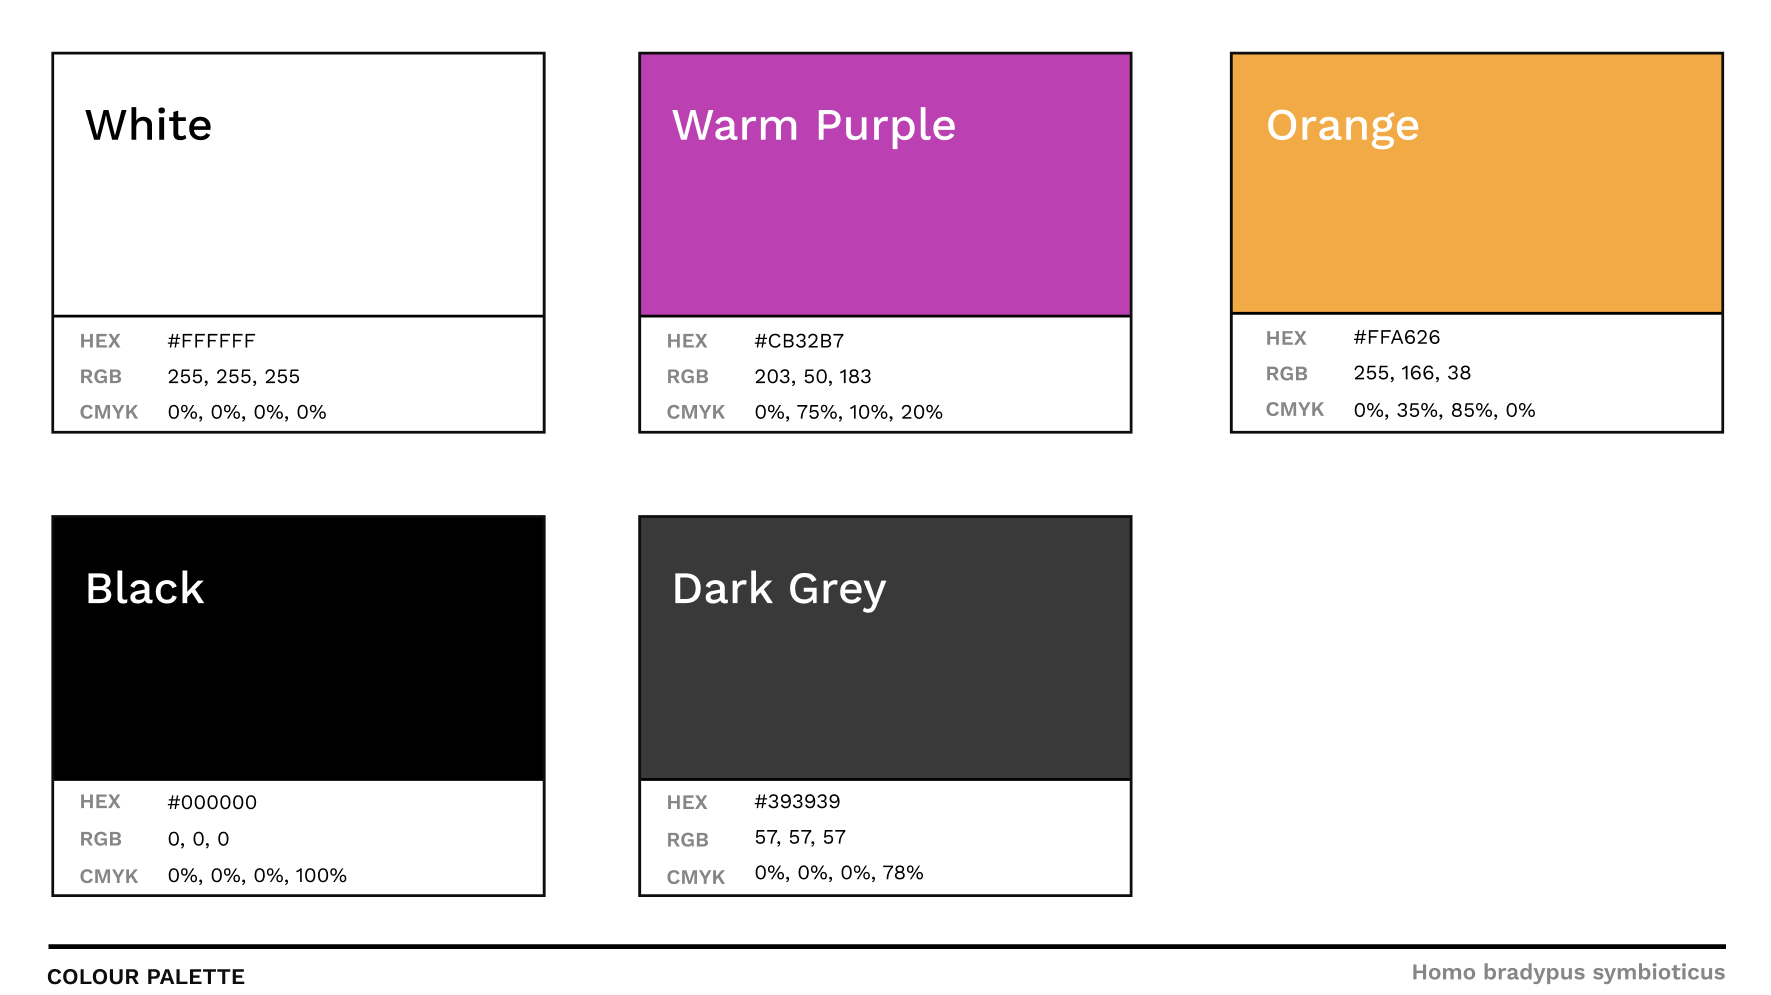 White
HEX #FFFFFF
RGB 255, 255, 255
CMYK 0%, 0%, 0%, 0%
Warm Purple
HEX #CB32B7
RGB 203, 50, 183
CMYK 0%, 75%, 10%, 20%
Orange
HEX #FFA626
RGB 255, 166, 38
CMYK 0%, 35%, 85%, 0%
Black
HEX #000000
RGB 0, 0, 0
CMYK 0%, 0%, 0%, 100%
Dark Grey
HEX #393939
RGB 57, 57, 57
CMYK 0%, 0%, 0%, 78%
COLOUR PALETTE
Homo bradypus symbioticus